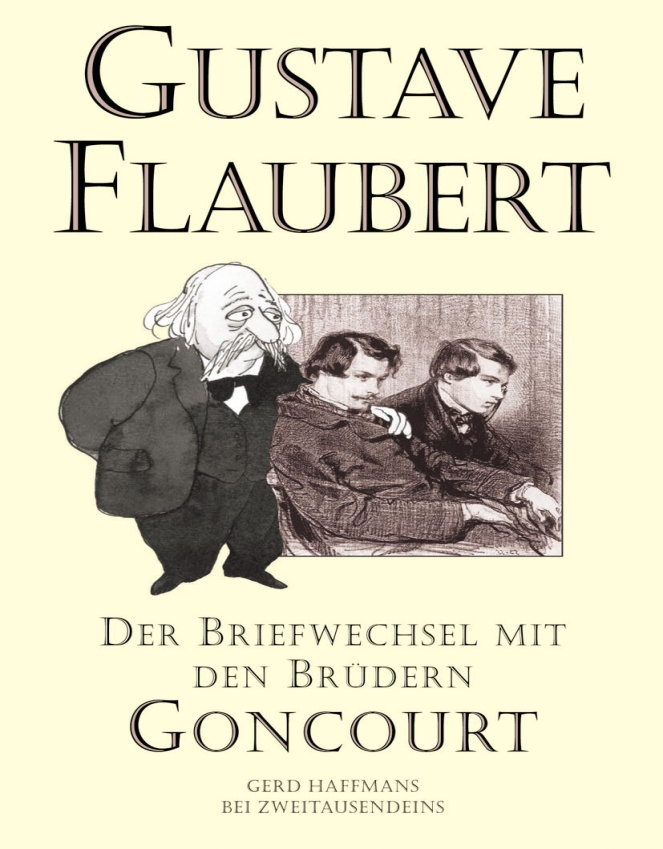 GUSTAVE
FLAUBERT
DER BRIEFWECHSEL MIT
DEN BRÜDERN
GONCOURT
GERD HAFFMANS
BEI ZWEITAUSENDEINS